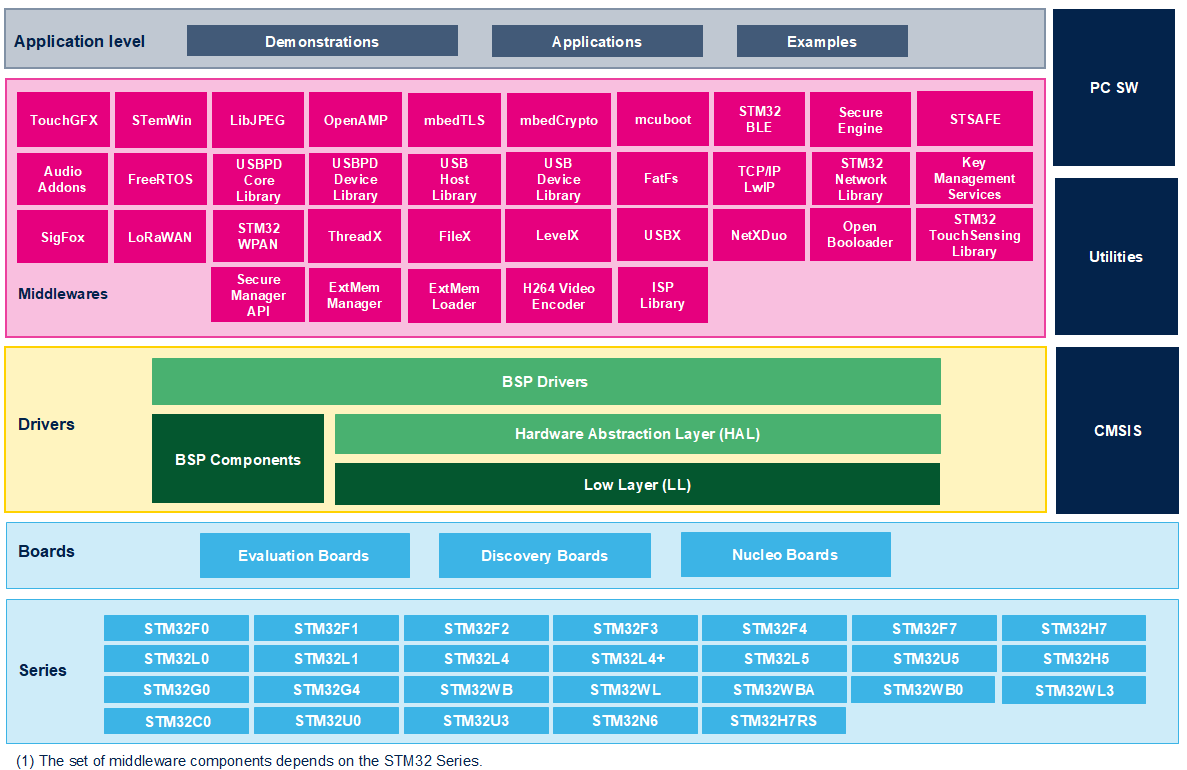 Application level
Demonstrations
Applications
Examples
PC SW
TouchGFX
STemWin
LibJPEG
OpenAMP
mbedTLS
mbedCrypto
mcuboot
STM32
BLE
Secure
Engine
STSAFE
Audio
Addons
FreeRTOS
USBPD
Core
Library
USBPD
Device
Library
USB
Host
Library
USB
Device
Library
FatFs
TCP/IP
LwIP
STM32
Network
Library
Key
Management
Services
SigFox
LoRaWAN
STM32
WPAN
ThreadX
FileX
LevelX
USBX
NetXDuo
Open
Booloader
STM32
TouchSensing
Library
Utilities
Middlewares
Secure
Manager
API
ExtMem
Manager
ExtMem
Loader
H264 Video
Encoder
ISP
Library
Drivers
BSP Drivers
BSP Components
Hardware Abstraction Layer (HAL)
Low Layer (LL)
CMSIS
Boards
Evaluation Boards
Discovery Boards
Nucleo Boards
Series
STM32F0
STM32F1
STM32F2
STM32F3
STM32F4
STM32F7
STM32H7
STM32L0
STM32L1
STM32L4
STM32L4+
STM32L5
STM32U5
STM32H5
STM32G0
STM32G4
STM32WB
STM32WL
STM32WBA
STM32WB0
STM32WL3
STM32C0
STM32U0
STM32U3
STM32N6
STM32H7RS
(1) The set of middleware components depends on the STM32 Series.